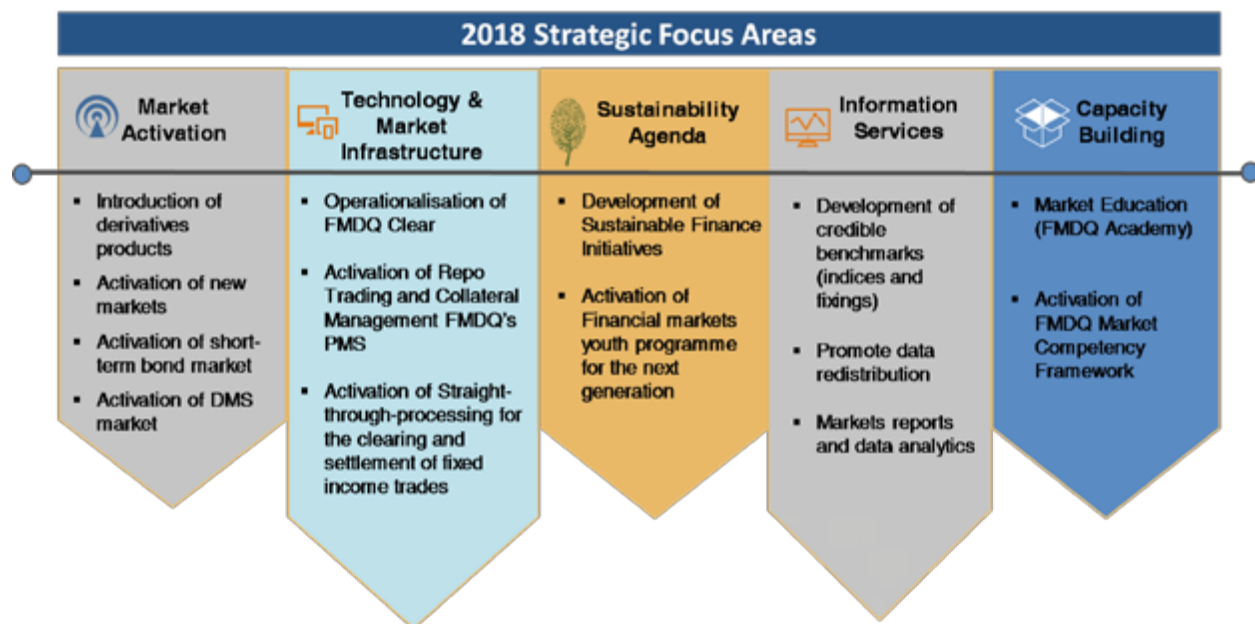 2018 Strategic Focus Areas
Market
Activation
▪ Introduction of
derivatives
products
▪ Activation of new
markets
▪ Activation of short-
term bond market
▪ Activation of DMS
market
Technology &
Market
Infrastructure
▪ Operationalisation of
FMDQ Clear
▪ Activation of Repo
Trading and Collateral
Management FMDQ's
PMS
▪ Activation of Straight-
through-processing for
the clearing and
settlement of fixed
income trades
Sustainability
Agenda
▪ Development of
Sustainable Finance
Initiatives
▪ Activation of
Financial markets
youth programme
for the next
generation
Information
Services
▪ Development of
credible
benchmarks
(indices and
fixings)
▪ Promote data
redistribution
▪ Markets reports
and data analytics
Capacity
Building
▪ Market Education
(FMDQ Academy)
▪ Activation of
FMDQ Market
Competency
Framework